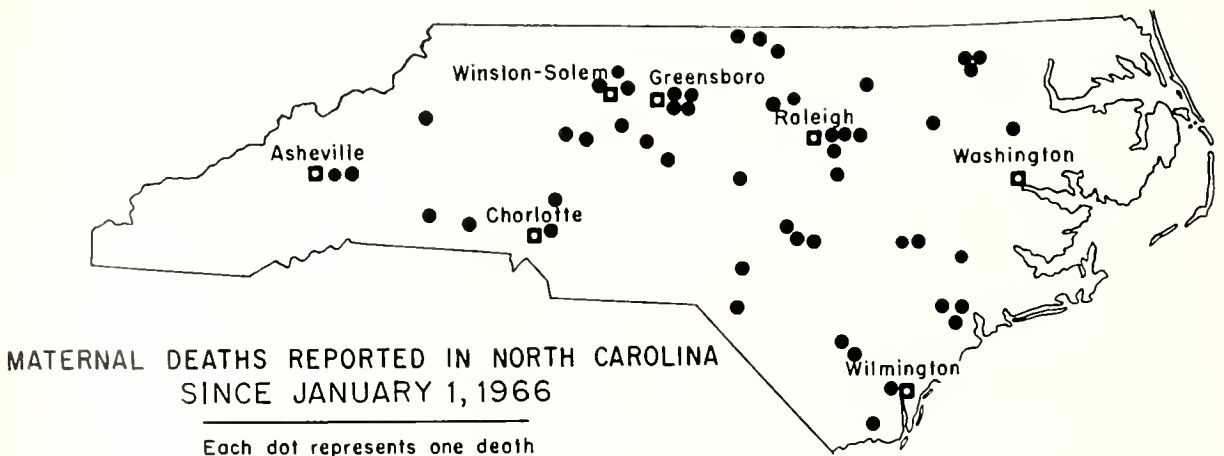 Winston-Salem
Greensboro
Raleigh
Asheville
Washington
Charlotte
MATERNAL DEATHS REPORTED IN NORTH CAROLINA
SINCE JANUARY 1, 1966
Wilmington
Each dot represents one death